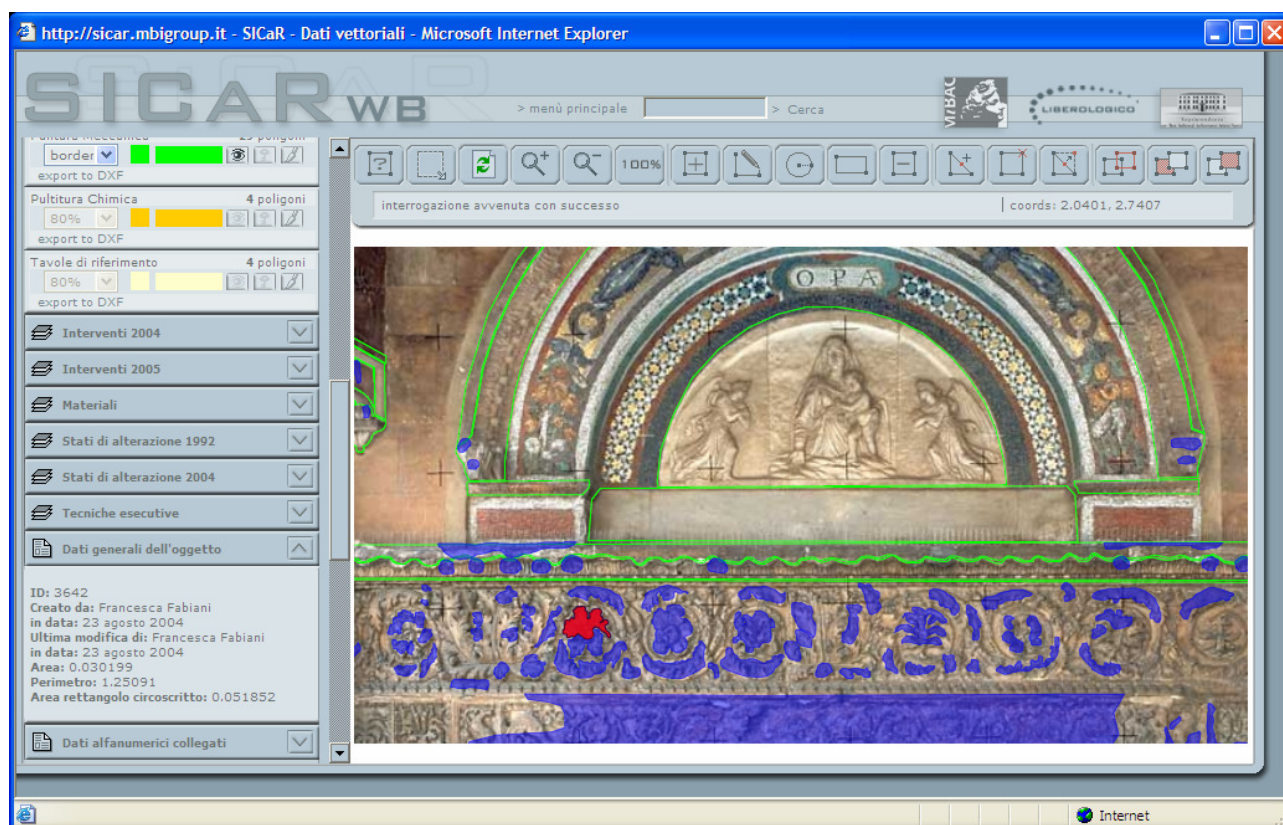 http://sicar.mbigroup.it - SICaR - Dati vettoriali - Microsoft Internet Explorer
SICAR WB
> menù principale
> Cerca
MBAC
LIBEROLOGICO
border
export to DXF
Pultitura Chimica 4 poligoni
80%
export to DXF
Tavole di riferimento 4 poligoni
80%
export to DXF
Interventi 2004
Interventi 2005
Materiali
Stati di alterazione 1992
Stati di alterazione 2004
Tecniche esecutive
Dati generali dell'oggetto
ID: 3642
Creato da: Francesca Fabiani
in data: 23 agosto 2004
Ultima modifica di: Francesca Fabiani
in data: 23 agosto 2004
Area: 0.030199
Perimetro: 1.25091
Area rettangolo circoscritto: 0.051852
Dati alfanumerici collegati
100%
interrogazione avvenuta con successo
coords: 2.0401, 2.7407
OPA
Internet